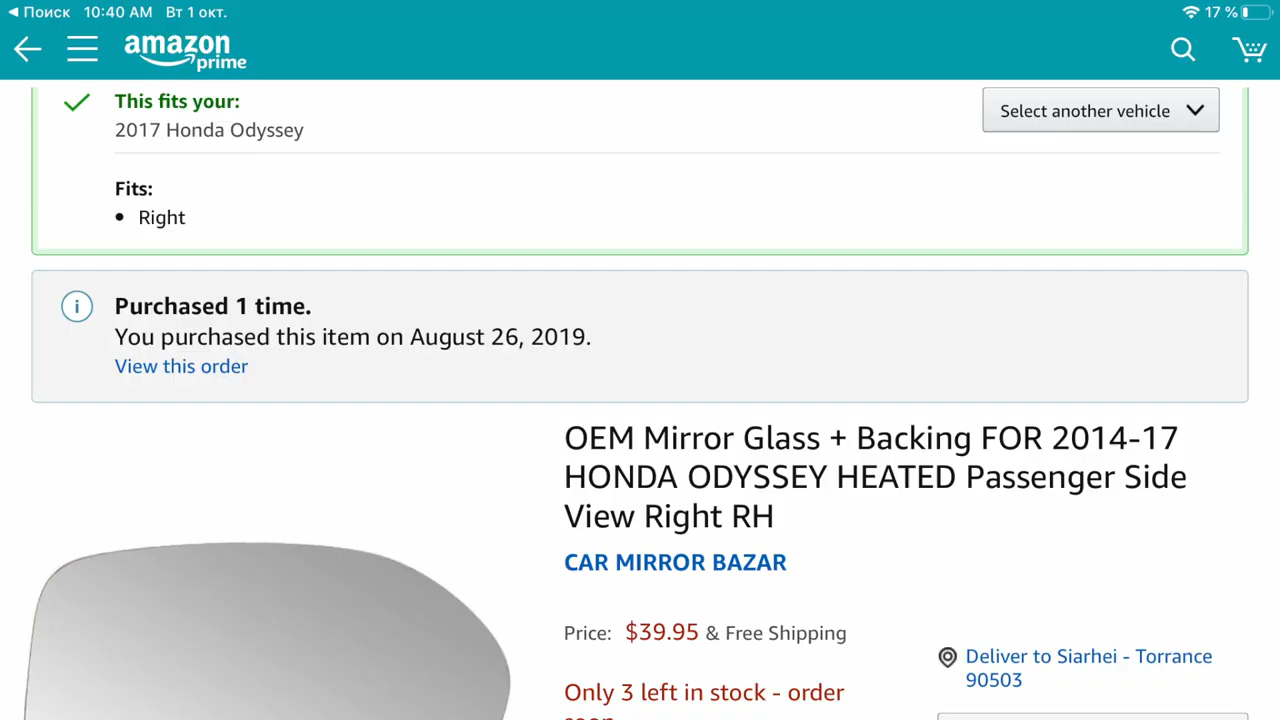 ◀ Поиск 10:40 AM Вт 1 окт. 17 %
amazon
prime
This fits your:
2017 Honda Odyssey
Select another vehicle
Fits:
• Right
i
Purchased 1 time.
You purchased this item on August 26, 2019.
View this order
OEM Mirror Glass + Backing FOR 2014-17
HONDA ODYSSEY HEATED Passenger Side
View Right RH
CAR MIRROR BAZAR
Price: $39.95 & Free Shipping
Deliver to Siarhei - Torrance
90503
Only 3 left in stock - order